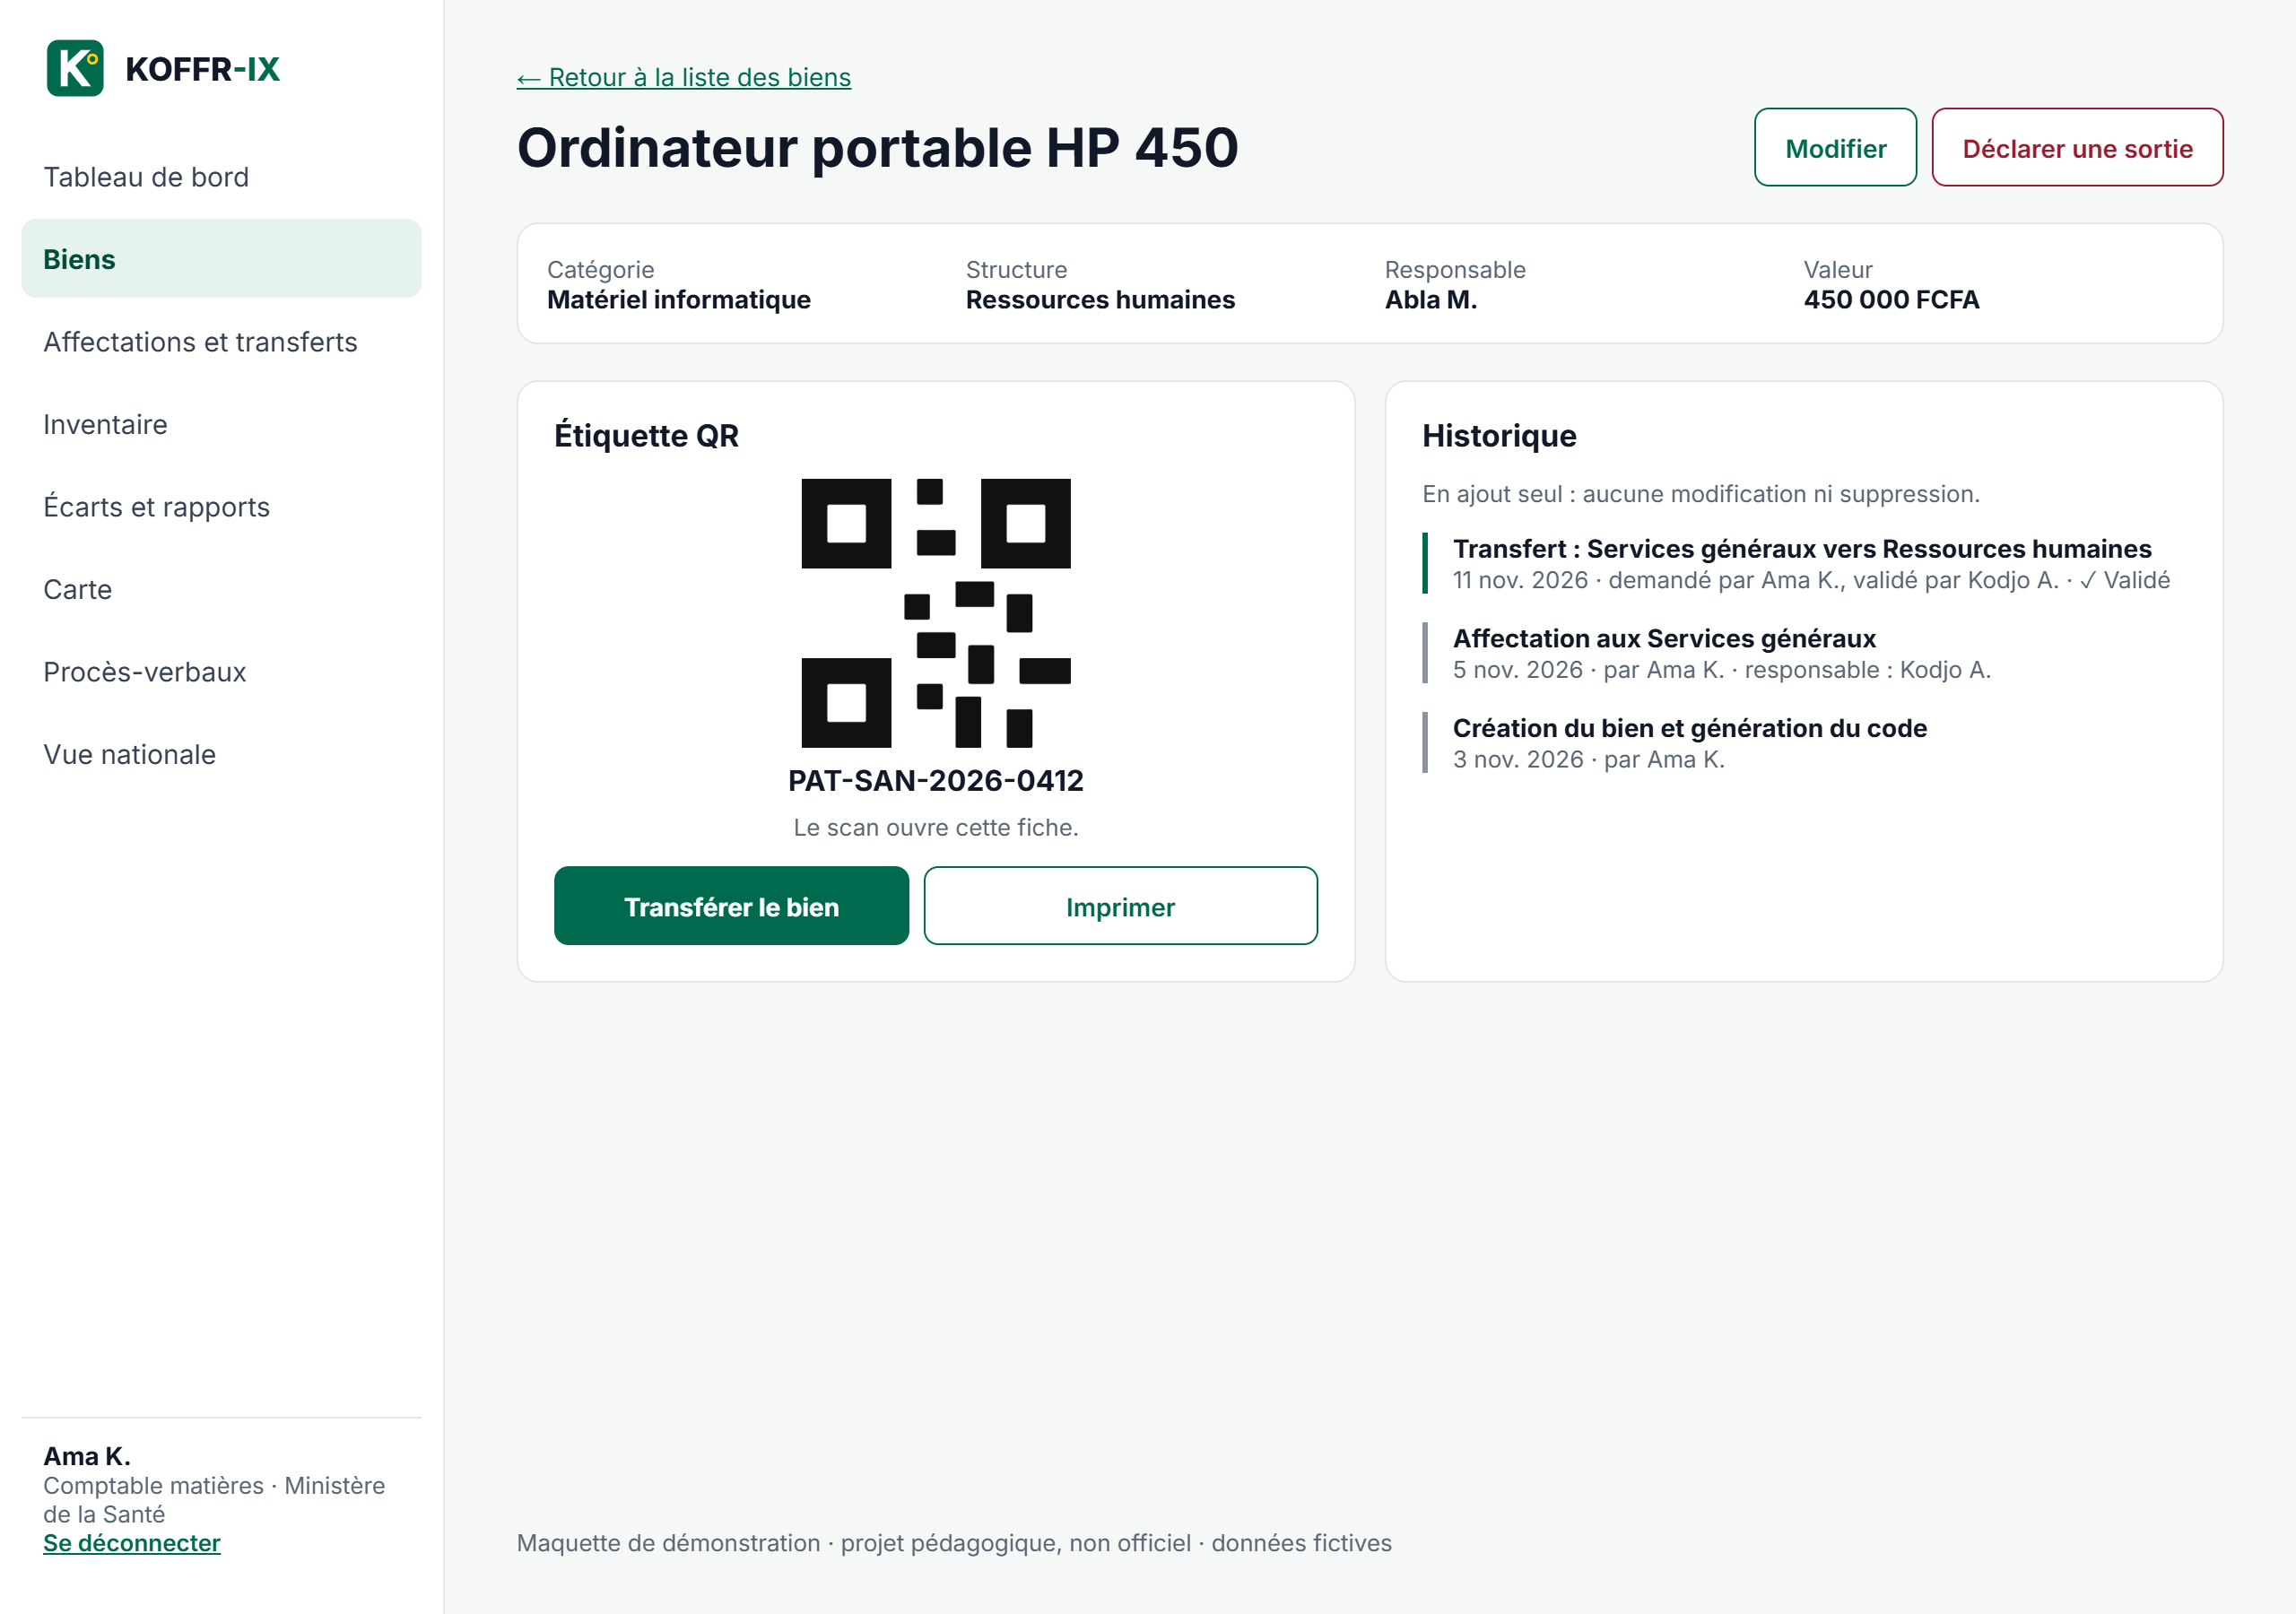 KOFFR-IX
Tableau de bord
Biens
Affectations et transferts
Inventaire
Écarts et rapports
Carte
Procès-verbaux
Vue nationale
Ama K.
Comptable matières · Ministère
de la Santé
Se déconnecter
← Retour à la liste des biens
Ordinateur portable HP 450
Modifier
Déclarer une sortie
Catégorie
Matériel informatique
Structure
Ressources humaines
Responsable
Abla M.
Valeur
450 000 FCFA
Étiquette QR
PAT-SAN-2026-0412
Le scan ouvre cette fiche.
Transférer le bien
Imprimer
Historique
En ajout seul : aucune modification ni suppression.
Transfert : Services généraux vers Ressources humaines
11 nov. 2026 · demandé par Ama K., validé par Kodjo A. · ✓ Validé
Affectation aux Services généraux
5 nov. 2026 · par Ama K. · responsable : Kodjo A.
Création du bien et génération du code
3 nov. 2026 · par Ama K.
Maquette de démonstration · projet pédagogique, non officiel · données fictives